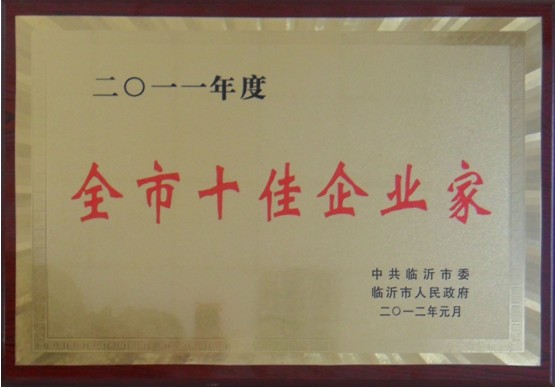 二〇一一年度
全市十佳企业家
中共临沂市委
临沂市人民政府
二〇一二年元月